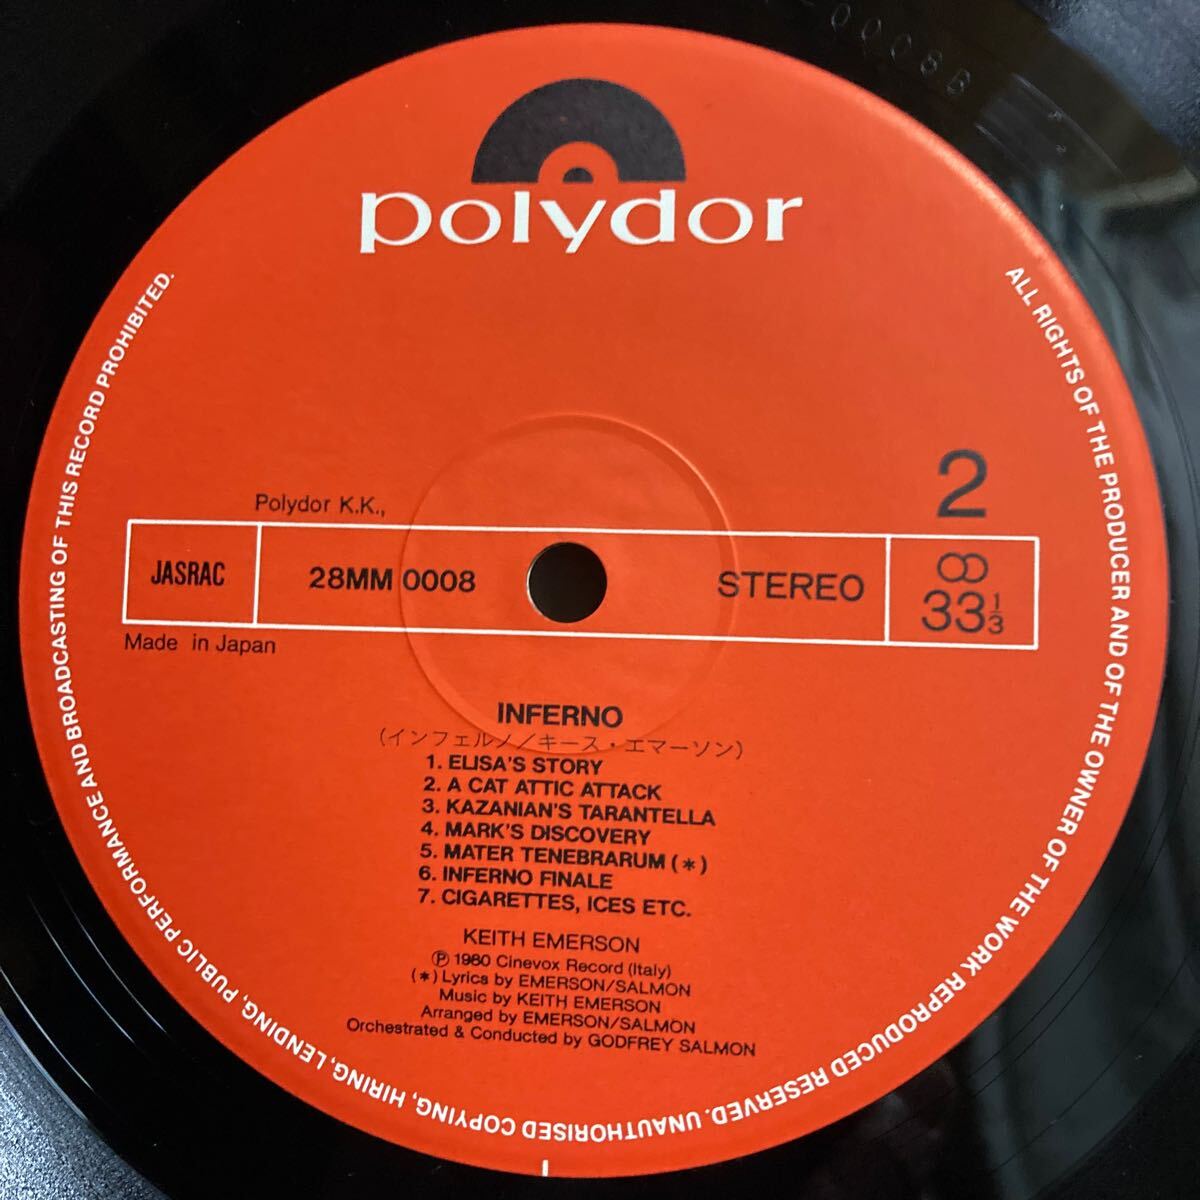 0008B
polydor
ALL RIGHTS OF THE PRODUCER AND OF THE OWNER OF THE WORK REPRODUCED RESERVED. UNAUTHORISED COPYING, HIRING, LENDING, PUBLIC PERFORMANCE AND BROADCASTING OF THIS RECORD PROHIBITED.
2
Polydor K.K.,
JASRAC
28MM 0008
STEREO
33 1/3
Made in Japan
INFERNO
(インフェルノ/キース・エマーソン)
1. ELISA'S STORY
2. A CAT ATTIC ATTACK
3. KAZANIAN'S TARANTELLA
4. MARK'S DISCOVERY
5. MATER TENEBRARUM (*)
6. INFERNO FINALE
7. CIGARETTES, ICES ETC.
KEITH EMERSON
℗ 1980 Cinevox Record (Italy)
(*) Lyrics by EMERSON/SALMON
Music by KEITH EMERSON
Arranged by EMERSON/SALMON
Orchestrated & Conducted by GODFREY SALMON